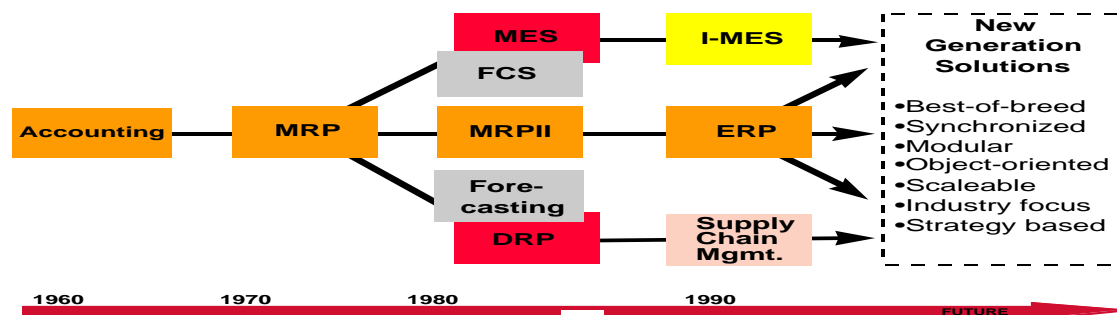 Accounting
MRP
MES
FCS
MRPII
Fore-
casting
DRP
I-MES
ERP
Supply
Chain
Mgmt.
New
Generation
Solutions
•Best-of-breed
•Synchronized
•Modular
•Object-oriented
•Scaleable
•Industry focus
•Strategy based
1960
1970
1980
1990
FUTURE